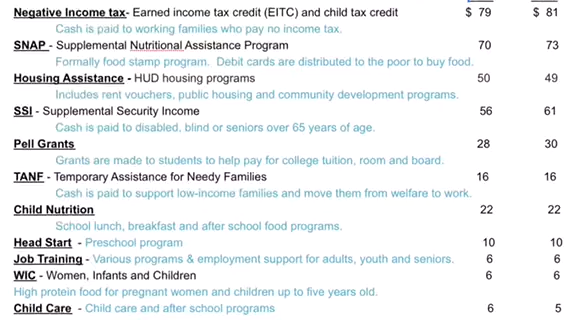 Negative Income tax- Earned income tax credit (EITC) and child tax credit $ 79 $ 81
Cash is paid to working families who pay no income tax.
SNAP - Supplemental Nutritional Assistance Program 70 73
Formally food stamp program. Debit cards are distributed to the poor to buy food.
Housing Assistance - HUD housing programs 50 49
Includes rent vouchers, public housing and community development programs.
SSI - Supplemental Security Income 56 61
Cash is paid to disabled, blind or seniors over 65 years of age.
Pell Grants 28 30
Grants are made to students to help pay for college tuition, room and board.
TANF - Temporary Assistance for Needy Families 16 16
Cash is paid to support low-income families and move them from welfare to work.
Child Nutrition 22 22
School lunch, breakfast and after school food programs.
Head Start - Preschool program 10 10
Job Training - Various programs & employment support for adults, youth and seniors. 6 6
WIC - Women, Infants and Children 6 6
High protein food for pregnant women and children up to five years old.
Child Care - Child care and after school programs 6 5